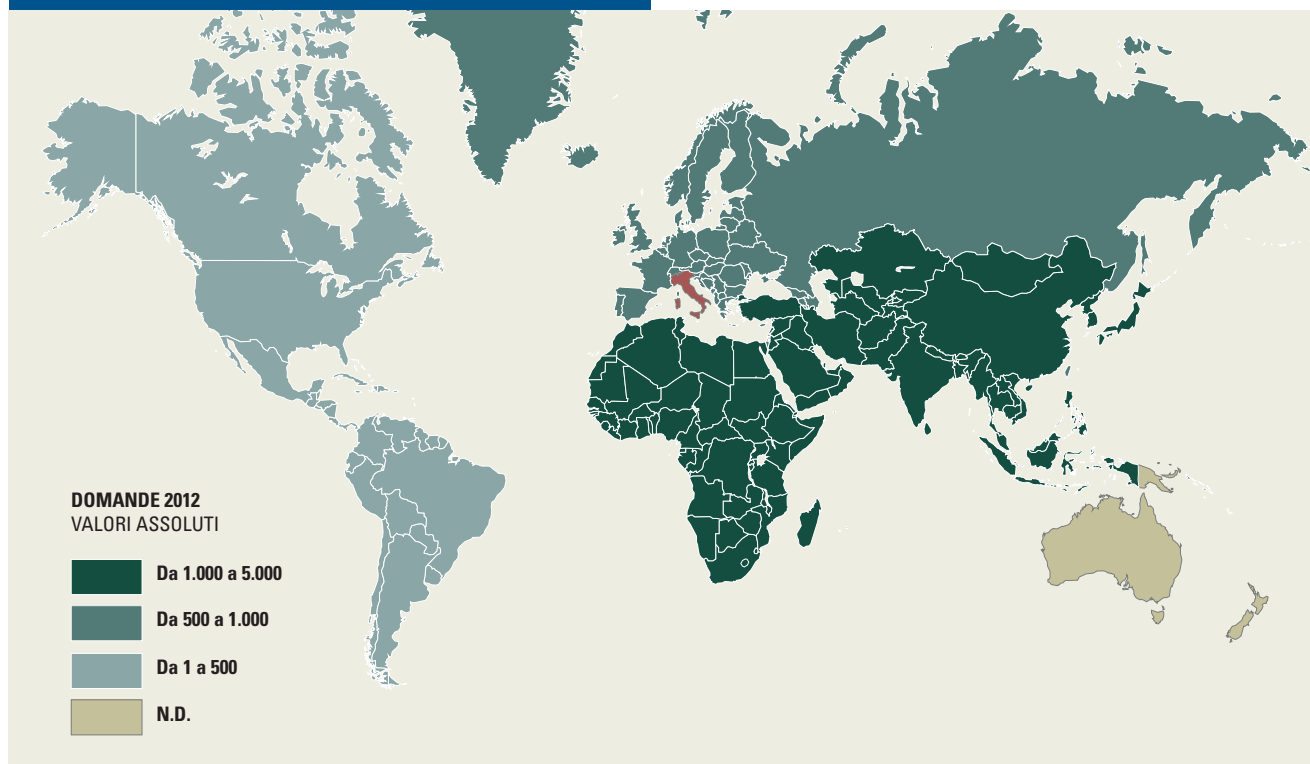 DOMANDE 2012
VALORI ASSOLUTI
Da 1.000 a 5.000
Da 500 a 1.000
Da 1 a 500
N.D.